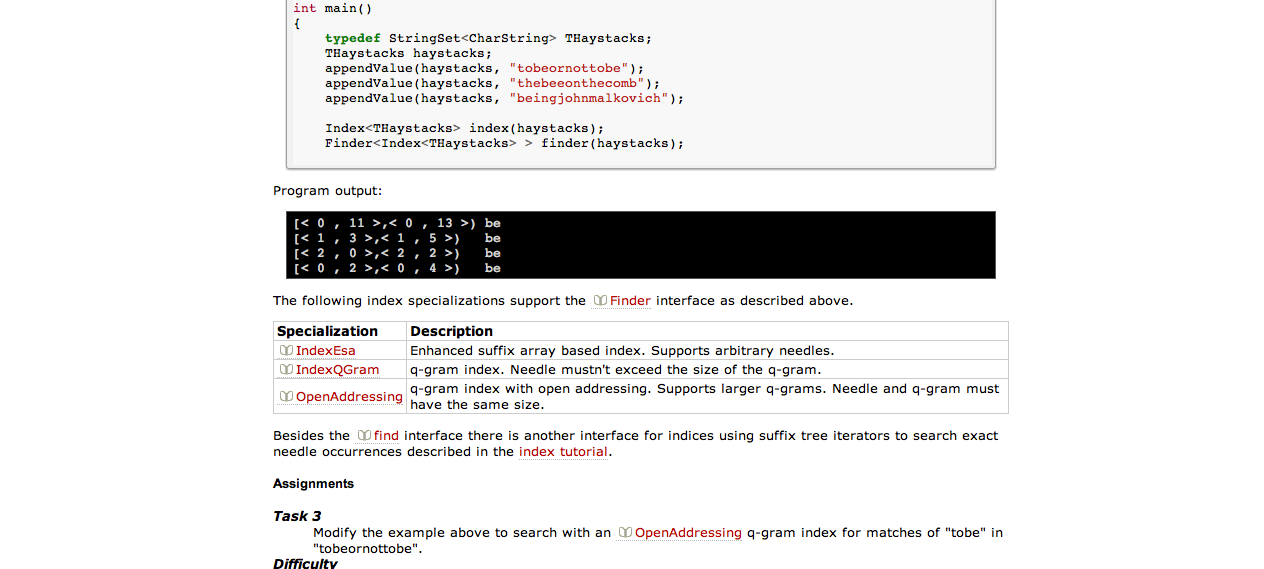 int main()
{
    typedef StringSet<CharString> THaystacks;
    THaystacks haystacks;
    appendValue(haystacks, "tobeornottobe");
    appendValue(haystacks, "thebeeonthecomb");
    appendValue(haystacks, "beingjohnmalkovich");
    Index<THaystacks> index(haystacks);
    Finder<Index<THaystacks> > finder(haystacks);
Program output:
[< 0 , 11 >,< 0 , 13 >) be
[< 1 , 3 >,< 1 , 5 >)   be
[< 2 , 0 >,< 2 , 2 >)   be
[< 0 , 2 >,< 0 , 4 >)   be
The following index specializations support the Finder interface as described above.
Specialization Description
IndexEsa Enhanced suffix array based index. Supports arbitrary needles.
IndexQGram q-gram index. Needle mustn't exceed the size of the q-gram.
OpenAddressing q-gram index with open addressing. Supports larger q-grams. Needle and q-gram must
have the same size.
Besides the find interface there is another interface for indices using suffix tree iterators to search exact
needle occurrences described in the index tutorial.
Assignments
Task 3
Modify the example above to search with an OpenAddressing q-gram index for matches of "tobe" in
"tobeornottobe".
Difficulty